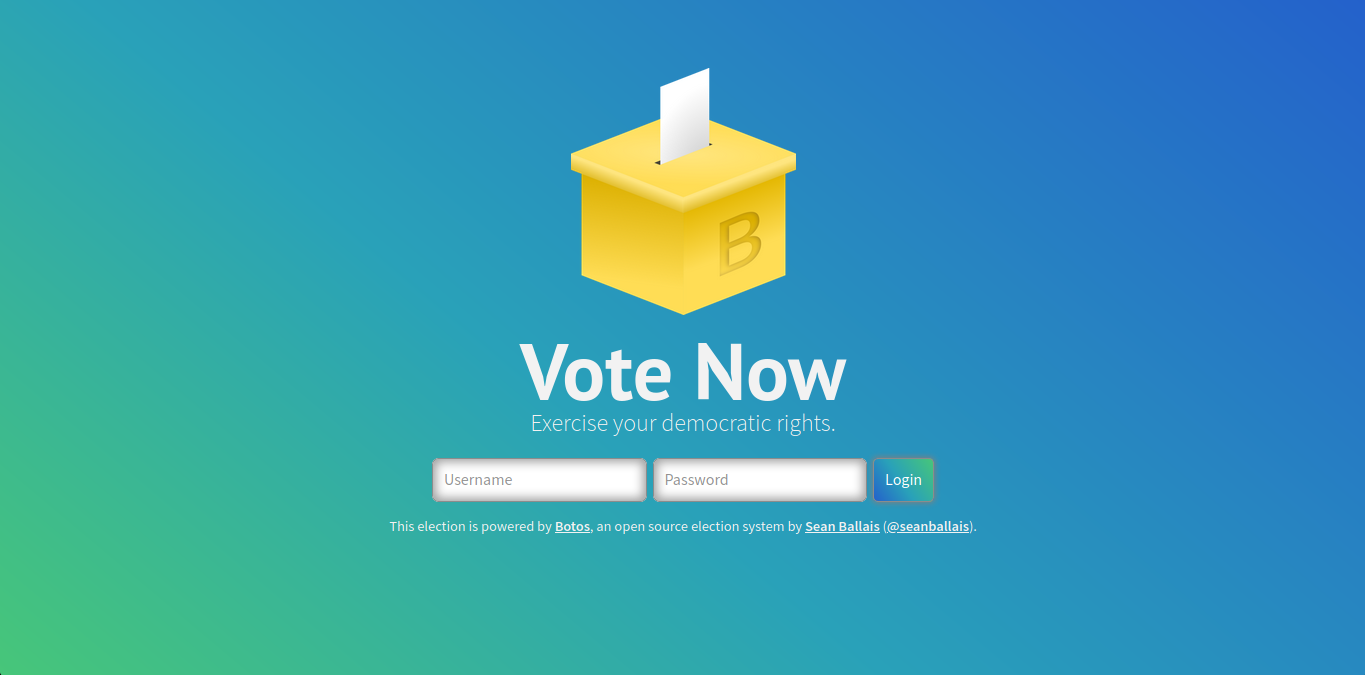 B
Vote Now
Exercise your democratic rights.
Username
Password
Login
This election is powered by Botos, an open source election system by Sean Ballais (@seanballais).